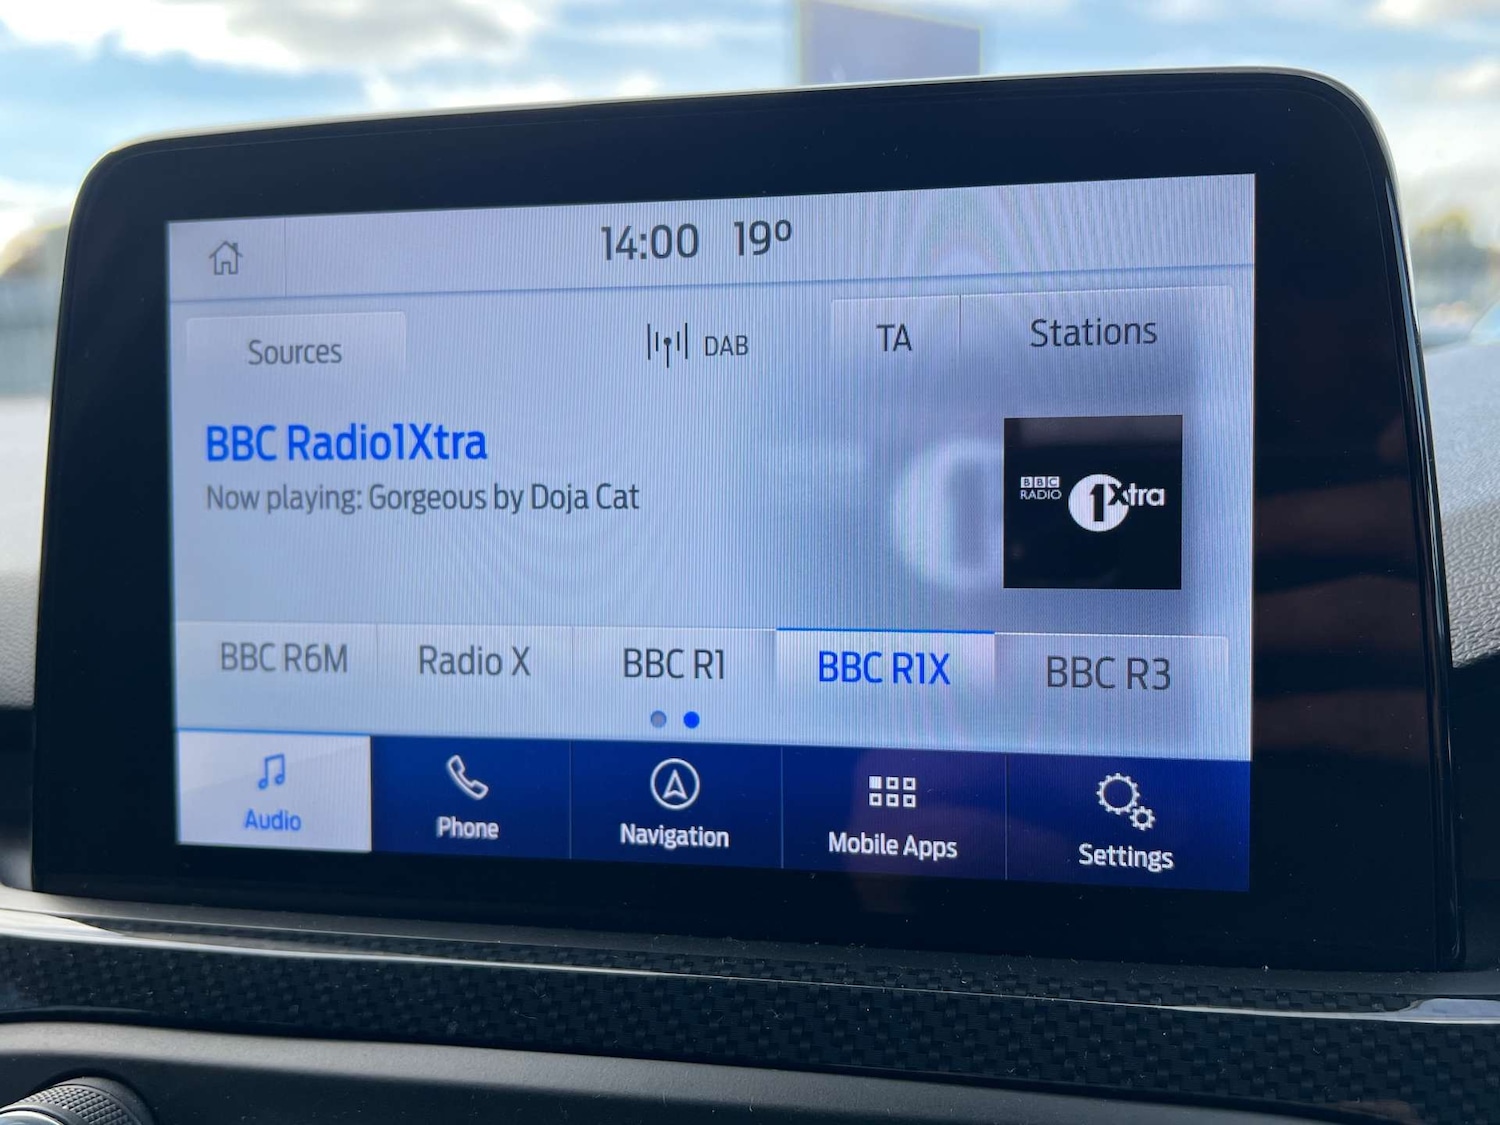 14:00 19º
Sources
DAB
TA
Stations
BBC Radio1Xtra
Now playing: Gorgeous by Doja Cat
BBC
RADIO
1Xtra
BBC R6M
Radio X
BBC R1
BBC R1X
BBC R3
Audio
Phone
Navigation
Mobile Apps
Settings